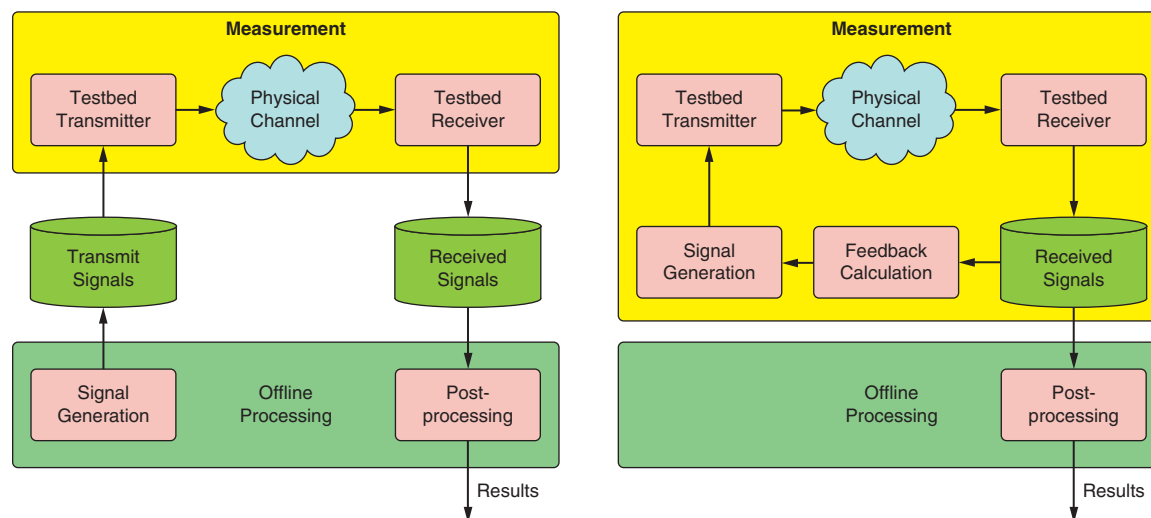 Measurement
Testbed
Transmitter
Physical
Channel
Testbed
Receiver
Transmit
Signals
Received
Signals
Signal
Generation
Offline
Processing
Post-
processing
Results
Measurement
Testbed
Transmitter
Physical
Channel
Testbed
Receiver
Signal
Generation
Feedback
Calculation
Received
Signals
Offline
Processing
Post-
processing
Results